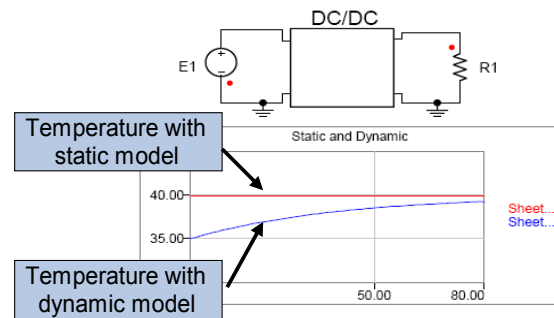 DC/DC
E1
R1
Temperature with
static model
Static and Dynamic
40.00
35.00
Sheet...
Sheet...
Temperature with
dynamic model
50.00
80.00